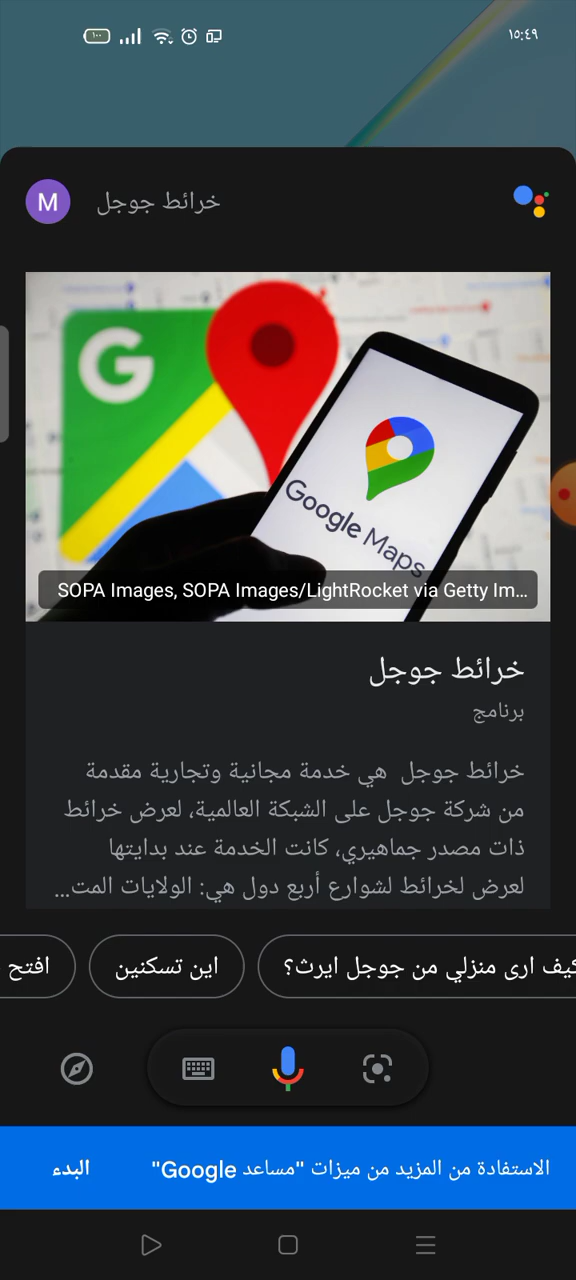 ١٥:٤٩
١٠٠
خرائط جوجل
M
G
Google Maps
SOPA Images, SOPA Images/LightRocket via Getty Im...
خرائط جوجل
برنامج
خرائط جوجل هي خدمة مجانية وتجارية مقدمة
من شركة جوجل على الشبكة العالمية، لعرض خرائط
ذات مصدر جماهيري، كانت الخدمة عند بدايتها
لعرض لخرائط لشوارع أربع دول هي: الولايات المت...
كيف ارى منزلي من جوجل ايرث؟
اين تسكنين
افتح
الاستفادة من المزيد من ميزات "مساعد Google"
البدء